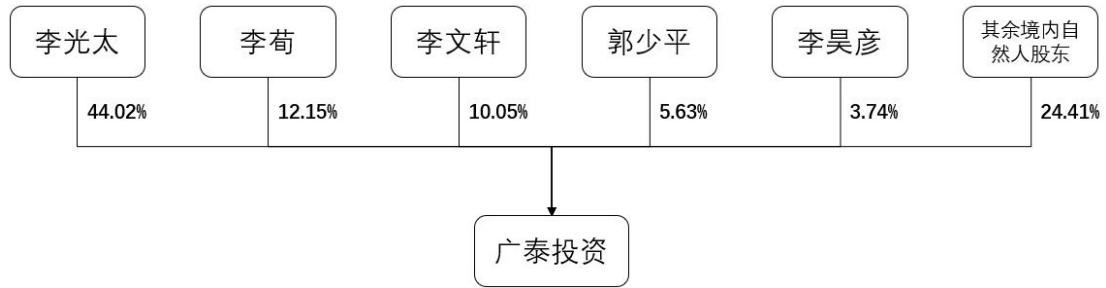 李光太
李荀
李文轩
郭少平
李昊彦
其余境内自
然人股东
44.02%
12.15%
10.05%
5.63%
3.74%
24.41%
广泰投资